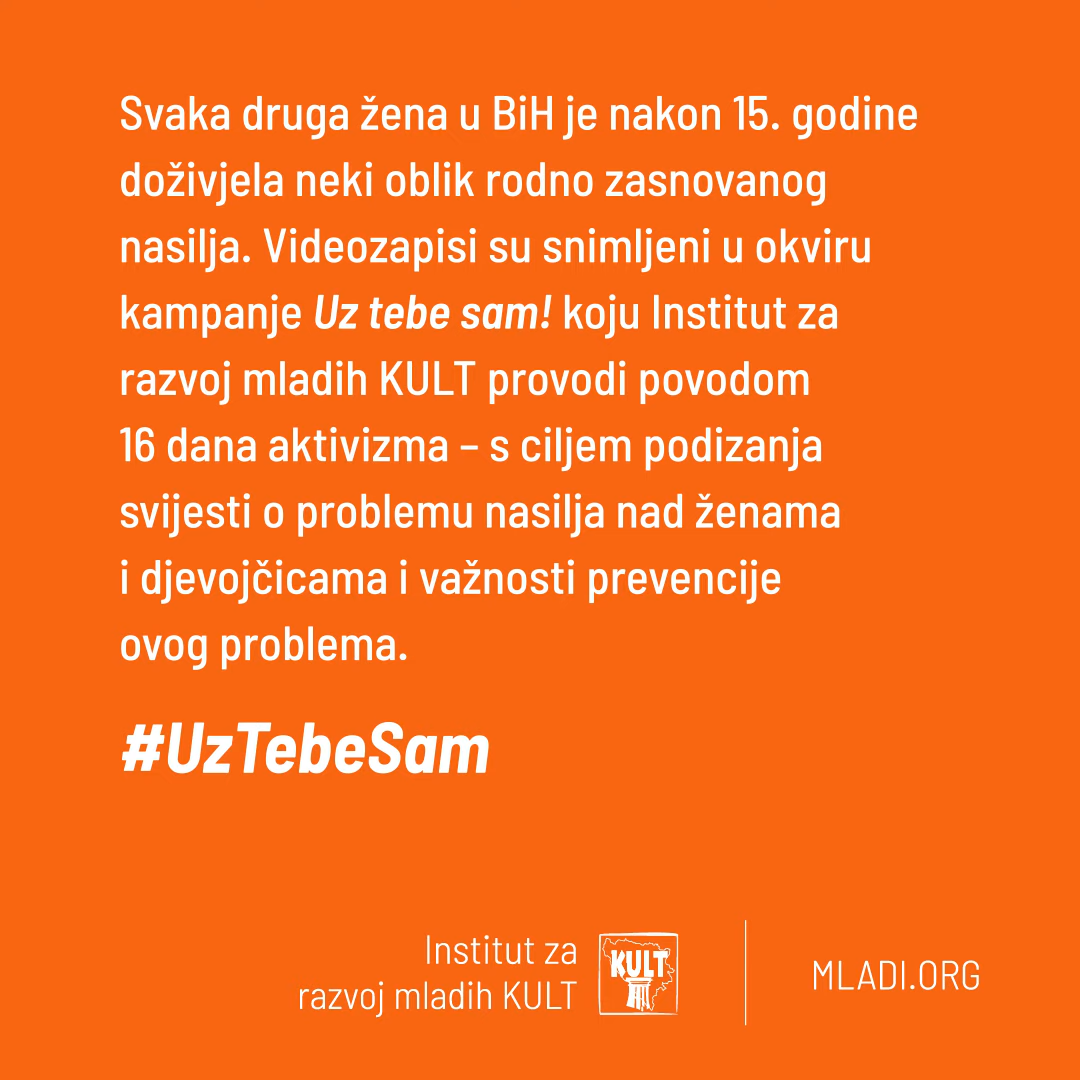 Svaka druga žena u BiH je nakon 15. godine
doživjela neki oblik rodno zasnovanog
nasilja. Videozapisi su snimljeni u okviru
kampanje Uz tebe sam! koju Institut za
razvoj mladih KULT provodi povodom
16 dana aktivizma – s ciljem podizanja
svijesti o problemu nasilja nad ženama
i djevojčicama i važnosti prevencije
ovog problema.
#UzTebeSam
Institut za
razvoj mladih KULT
KULT
MLADI.ORG